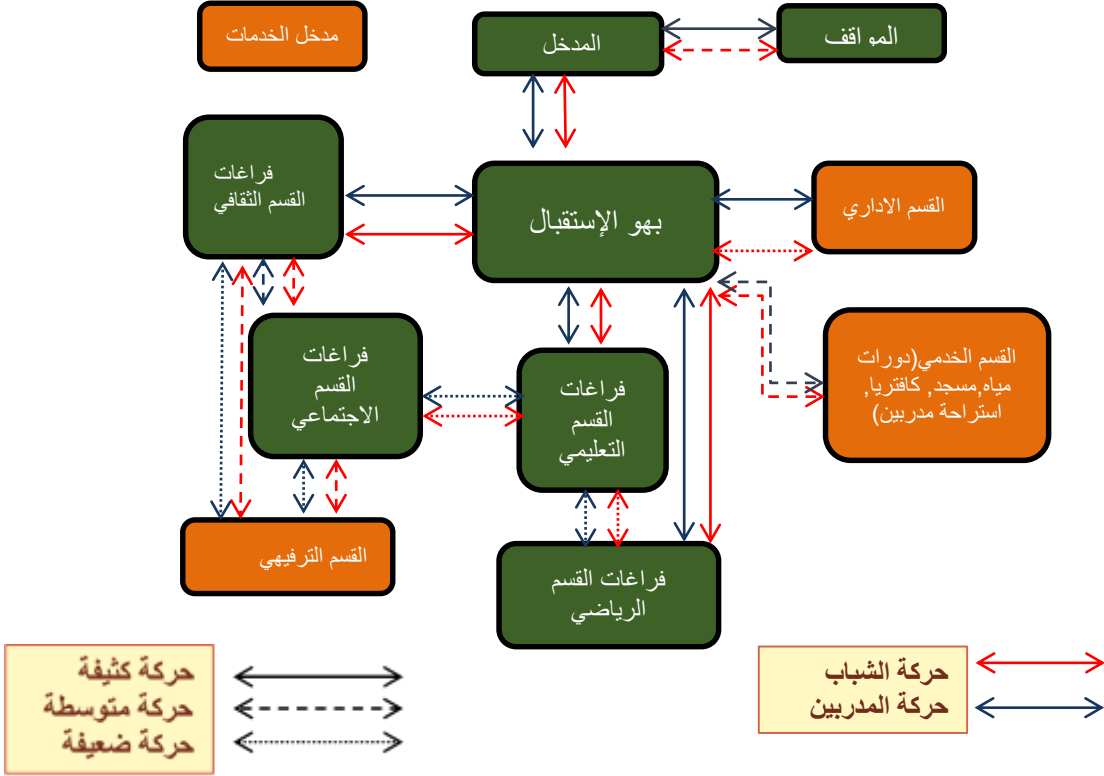 المواقف
المدخل
مدخل الخدمات
القسم الاداري
بهو الإستقبال
فراغات
القسم الثقافي
القسم الخدمي(دورات
مياه,مسجد, كافتريا,
استراحة مدربين)
فراغات
القسم
التعليمي
فراغات
القسم
الاجتماعي
فراغات القسم
الرياضي
القسم الترفيهي
حركة الشباب
حركة المدربين
حركة كثيفة
حركة متوسطة
حركة ضعيفة